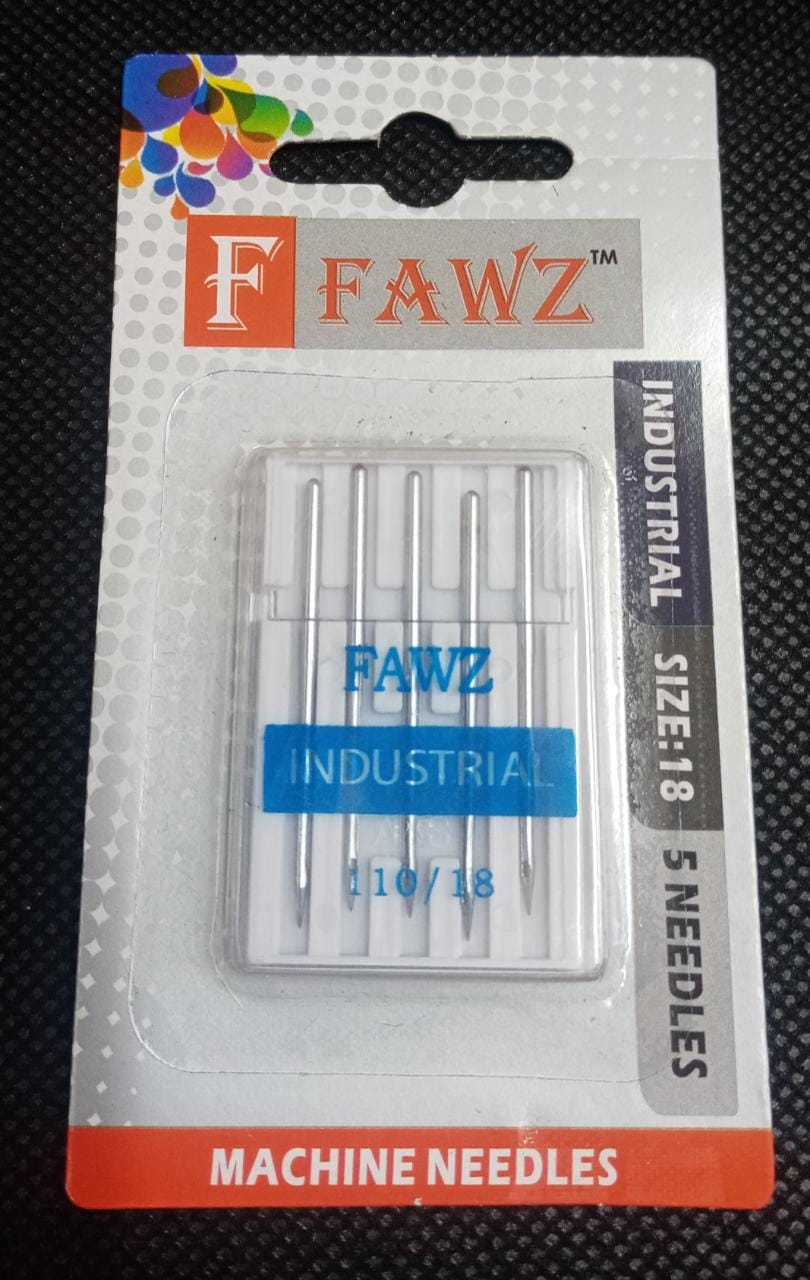 F FAWZ™
INDUSTRIAL
SIZE:18
5 NEEDLES
FAWZ
INDUSTRIAL
110/18
MACHINE NEEDLES